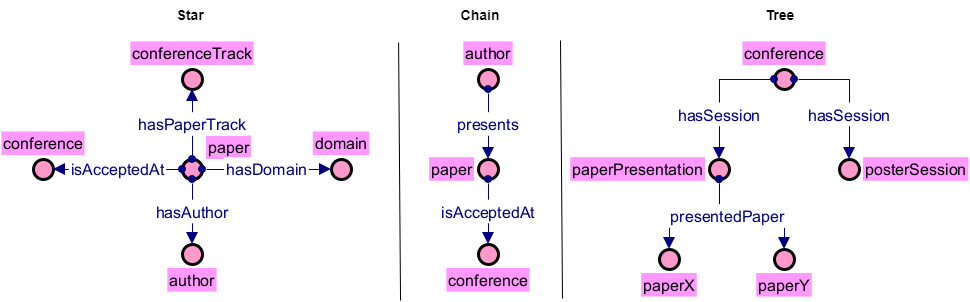 Star
conferenceTrack
hasPaperTrack
conference
paper
domain
isAcceptedAt
hasDomain
hasAuthor
author
Chain
author
presents
paper
isAcceptedAt
conference
Tree
conference
hasSession
hasSession
paperPresentation
posterSession
presentedPaper
paperX
paperY